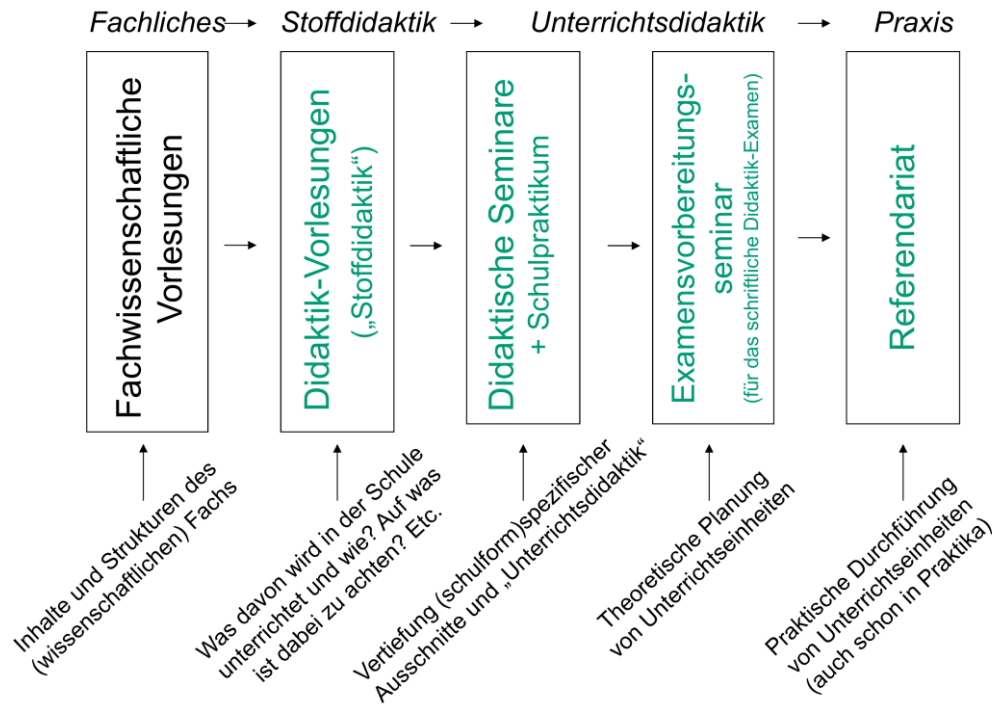 Fachliches
Stoffdidaktik
Unterrichtsdidaktik
Praxis
Fachwissenschaftliche
Vorlesungen
Didaktik-Vorlesungen
(„Stoffdidaktik“)
Didaktische Seminare
+ Schulpraktikum
Examensvorbereitungs-
seminar
(für das schriftliche Didaktik-Examen)
Referendariat
Inhalte und Strukturen des
(wissenschaftlichen) Fachs
Was davon wird in der Schule
unterrichtet und wie? Auf was
ist dabei zu achten? Etc.
Vertiefung (schulform)spezifischer
Ausschnitte und „Unterrichtsdidaktik“
Theoretische Planung
von Unterrichtseinheiten
Praktische Durchführung
von Unterrichtseinheiten
(auch schon in Praktika)